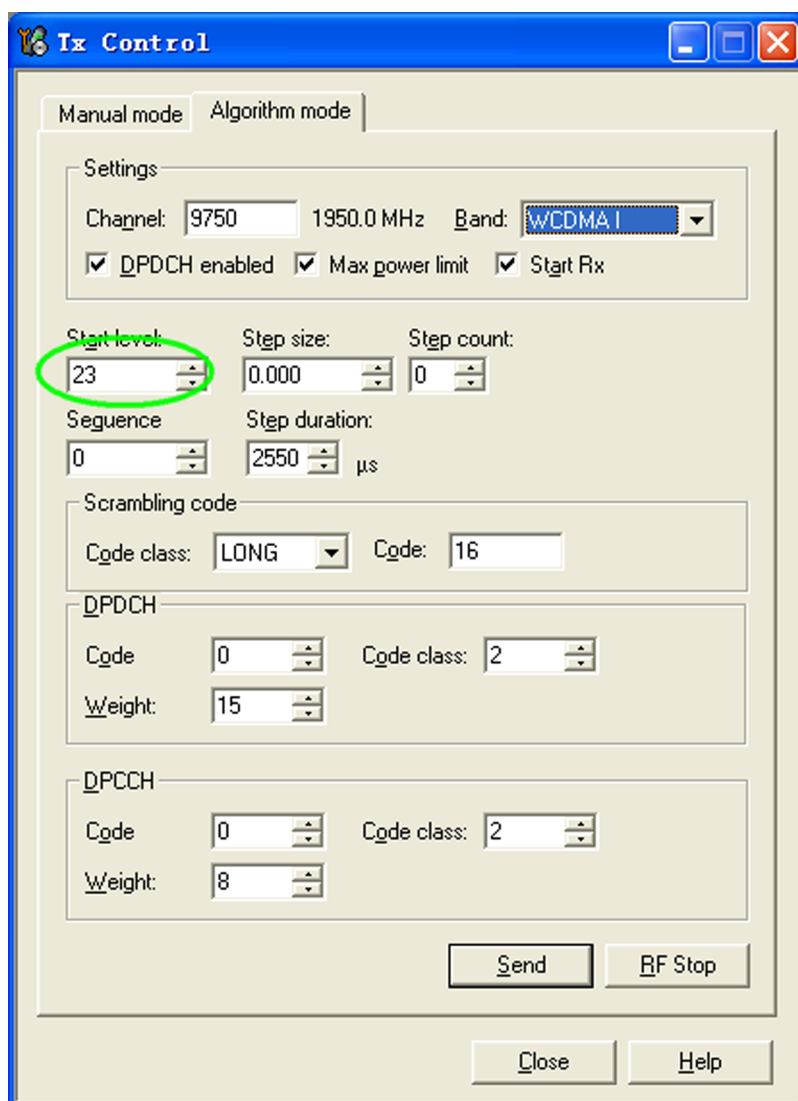 Tx Control
Manual mode Algorithm mode
Settings
Channel: 9750 1950.0 MHz Band: WCDMA I
DPDCH enabled Max power limit Start Rx
Start level: Step size: Step count:
23 0.000 0
Seguence Step duration:
0 2550 µs
Scrambling code
Code class: LONG Code: 16
DPDCH
Code 0 Code class: 2
Weight: 15
DPCCH
Code 0 Code class: 2
Weight: 8
Send RF Stop
Close Help